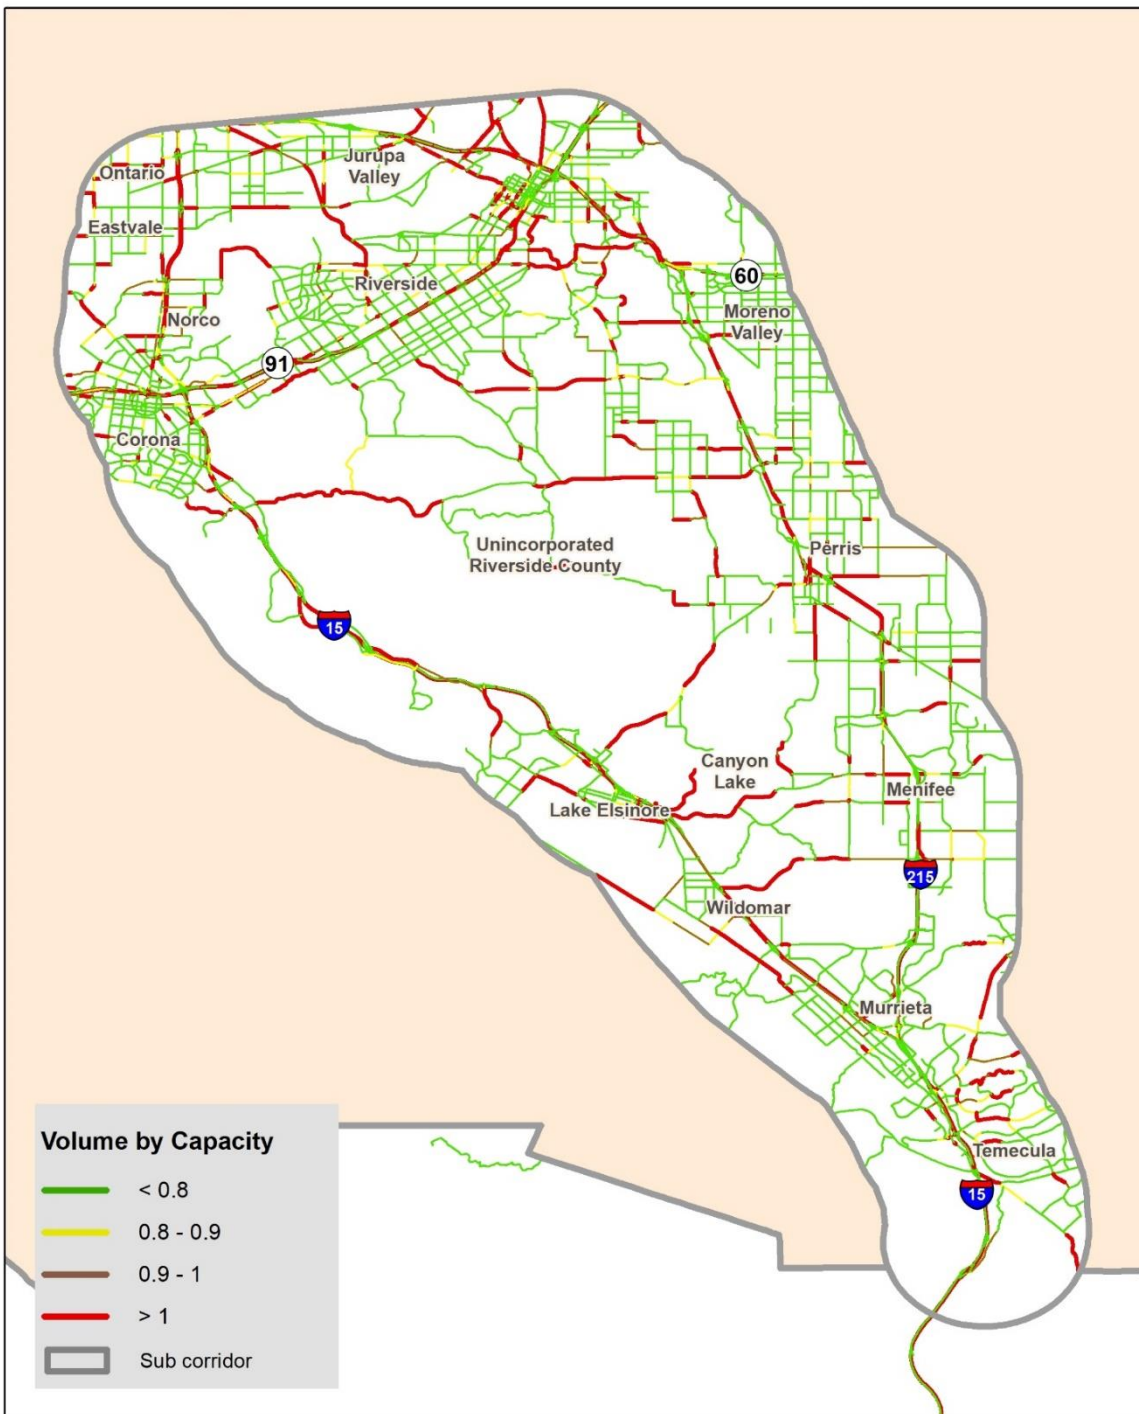 Ontario
Jurupa
Valley
Eastvale
60
Riverside
Moreno
Valley
Norco
91
Corona
Unincorporated
Riverside County
Perris
15
Canyon
Lake
Menifee
Lake Elsinore
215
Wildomar
Murrieta
Temecula
15
Volume by Capacity
< 0.8
0.8 - 0.9
0.9 - 1
> 1
Sub corridor